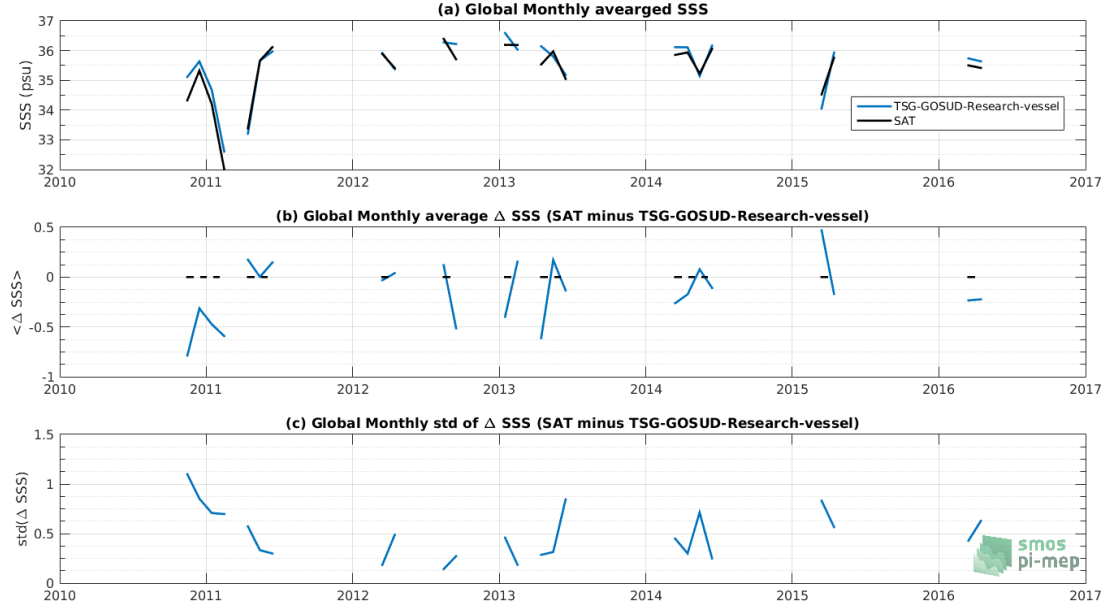 (a) Global Monthly avearged SSS
37
36
35
34
33
32
SSS (psu)
TSG-GOSUD-Research-vessel
SAT
2010 2011 2012 2013 2014 2015 2016 2017
(b) Global Monthly average Δ SSS (SAT minus TSG-GOSUD-Research-vessel)
0.5
0
-0.5
-1
<Δ SSS>
2010 2011 2012 2013 2014 2015 2016 2017
(c) Global Monthly std of Δ SSS (SAT minus TSG-GOSUD-Research-vessel)
1.5
1
0.5
0
std(Δ SSS)
smos
pi-mep
2010 2011 2012 2013 2014 2015 2016 2017